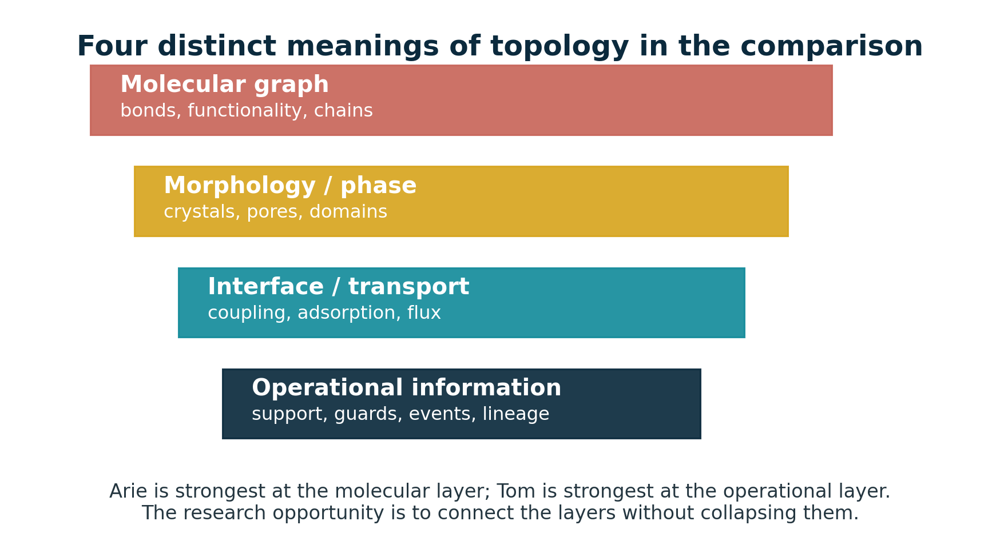 Four distinct meanings of topology in the comparison
Molecular graph
bonds, functionality, chains
Morphology / phase
crystals, pores, domains
Interface / transport
coupling, adsorption, flux
Operational information
support, guards, events, lineage
Arie is strongest at the molecular layer; Tom is strongest at the operational layer.
The research opportunity is to connect the layers without collapsing them.